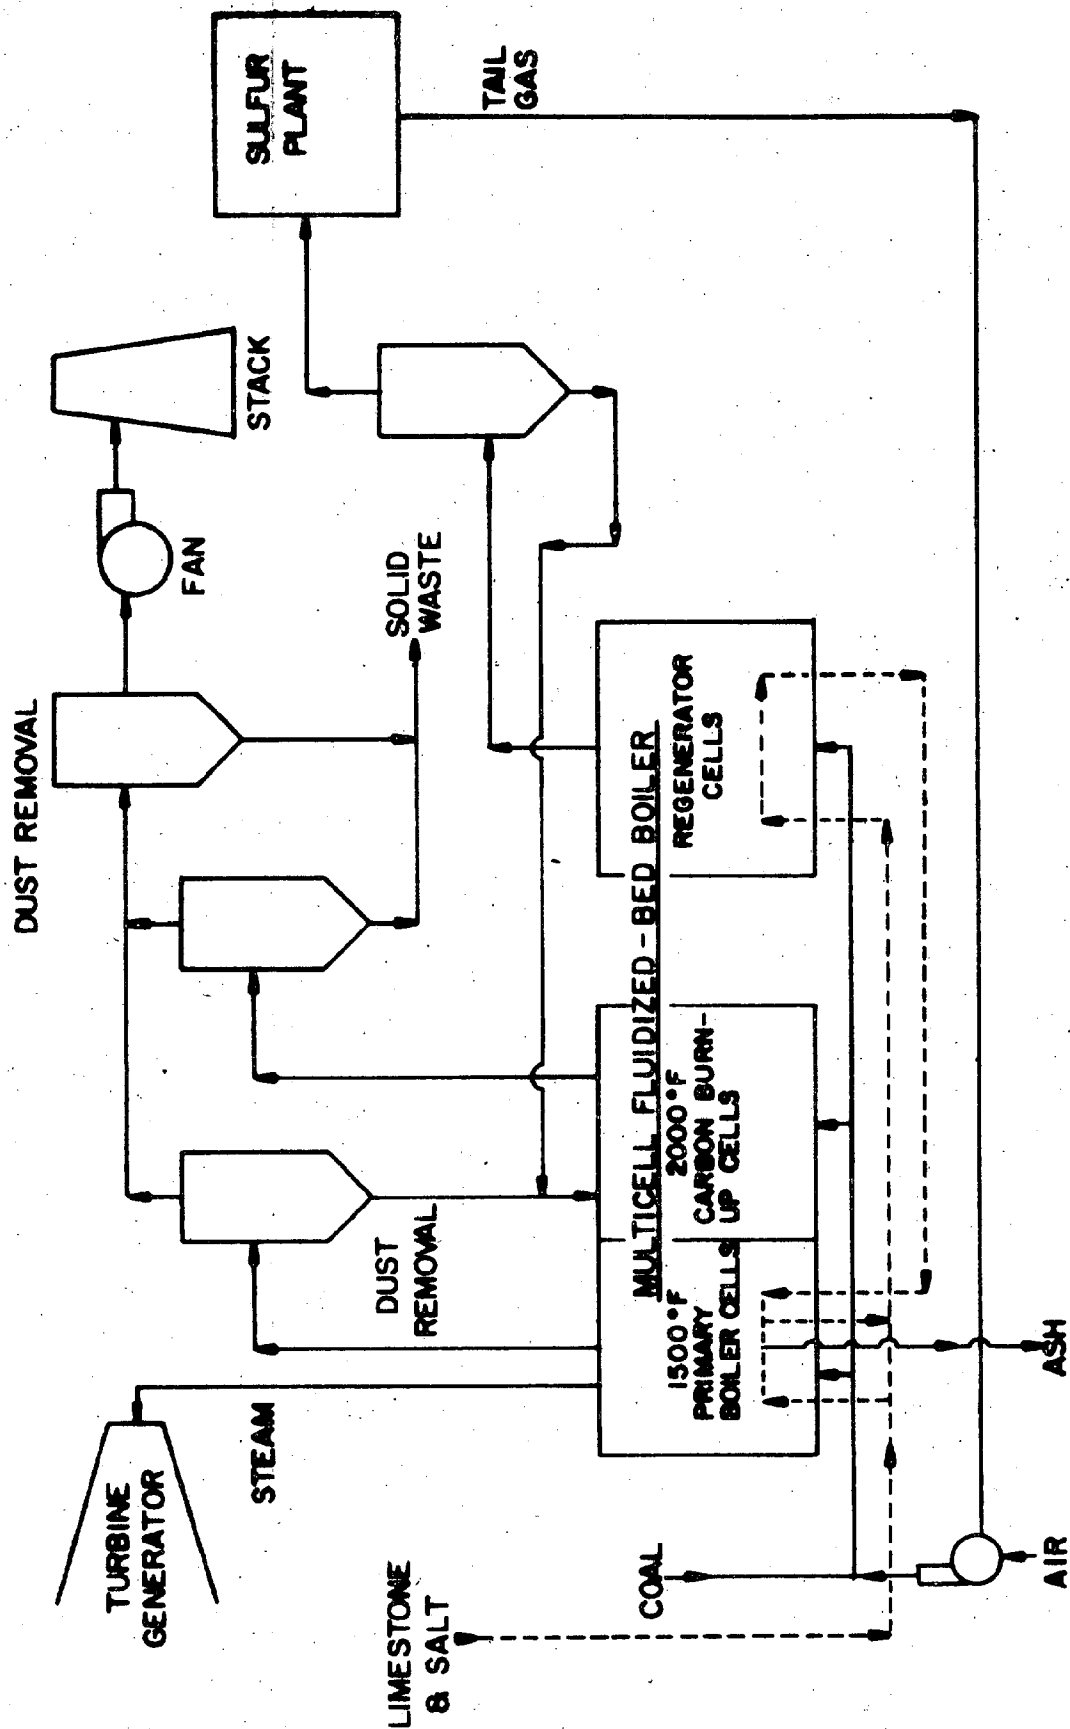 TURBINE
GENERATOR
STEAM
DUST REMOVAL
FAN
STACK
SULFUR
PLANT
TAIL
GAS
SOLID
WASTE
DUST
REMOVAL
LIMESTONE
& SALT
COAL
MULTICELL FLUIDIZED-BED BOILER
1500°F
PRIMARY
BOILER CELLS
2000°F
CARBON BURN-
UP CELLS
REGENERATOR
CELLS
AIR
ASH